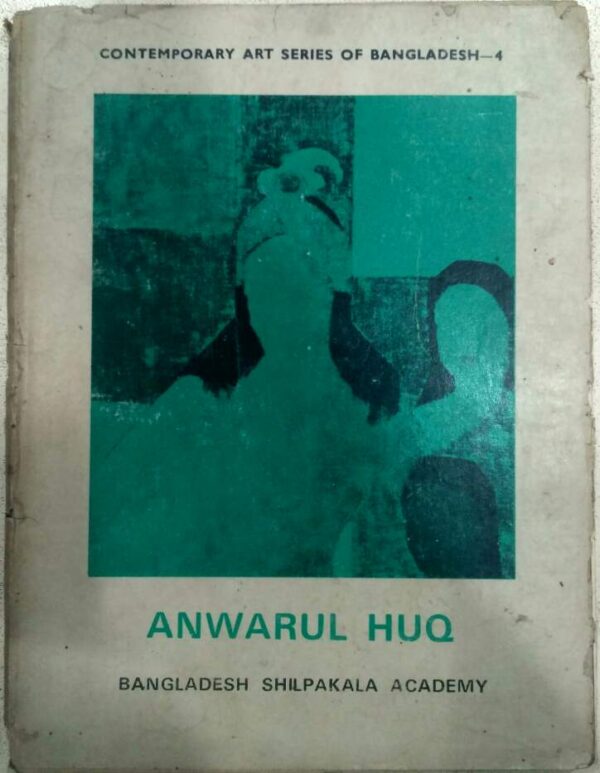 CONTEMPORARY ART SERIES OF BANGLADESH—4
ANWARUL HUQ
BANGLADESH SHILPAKALA ACADEMY